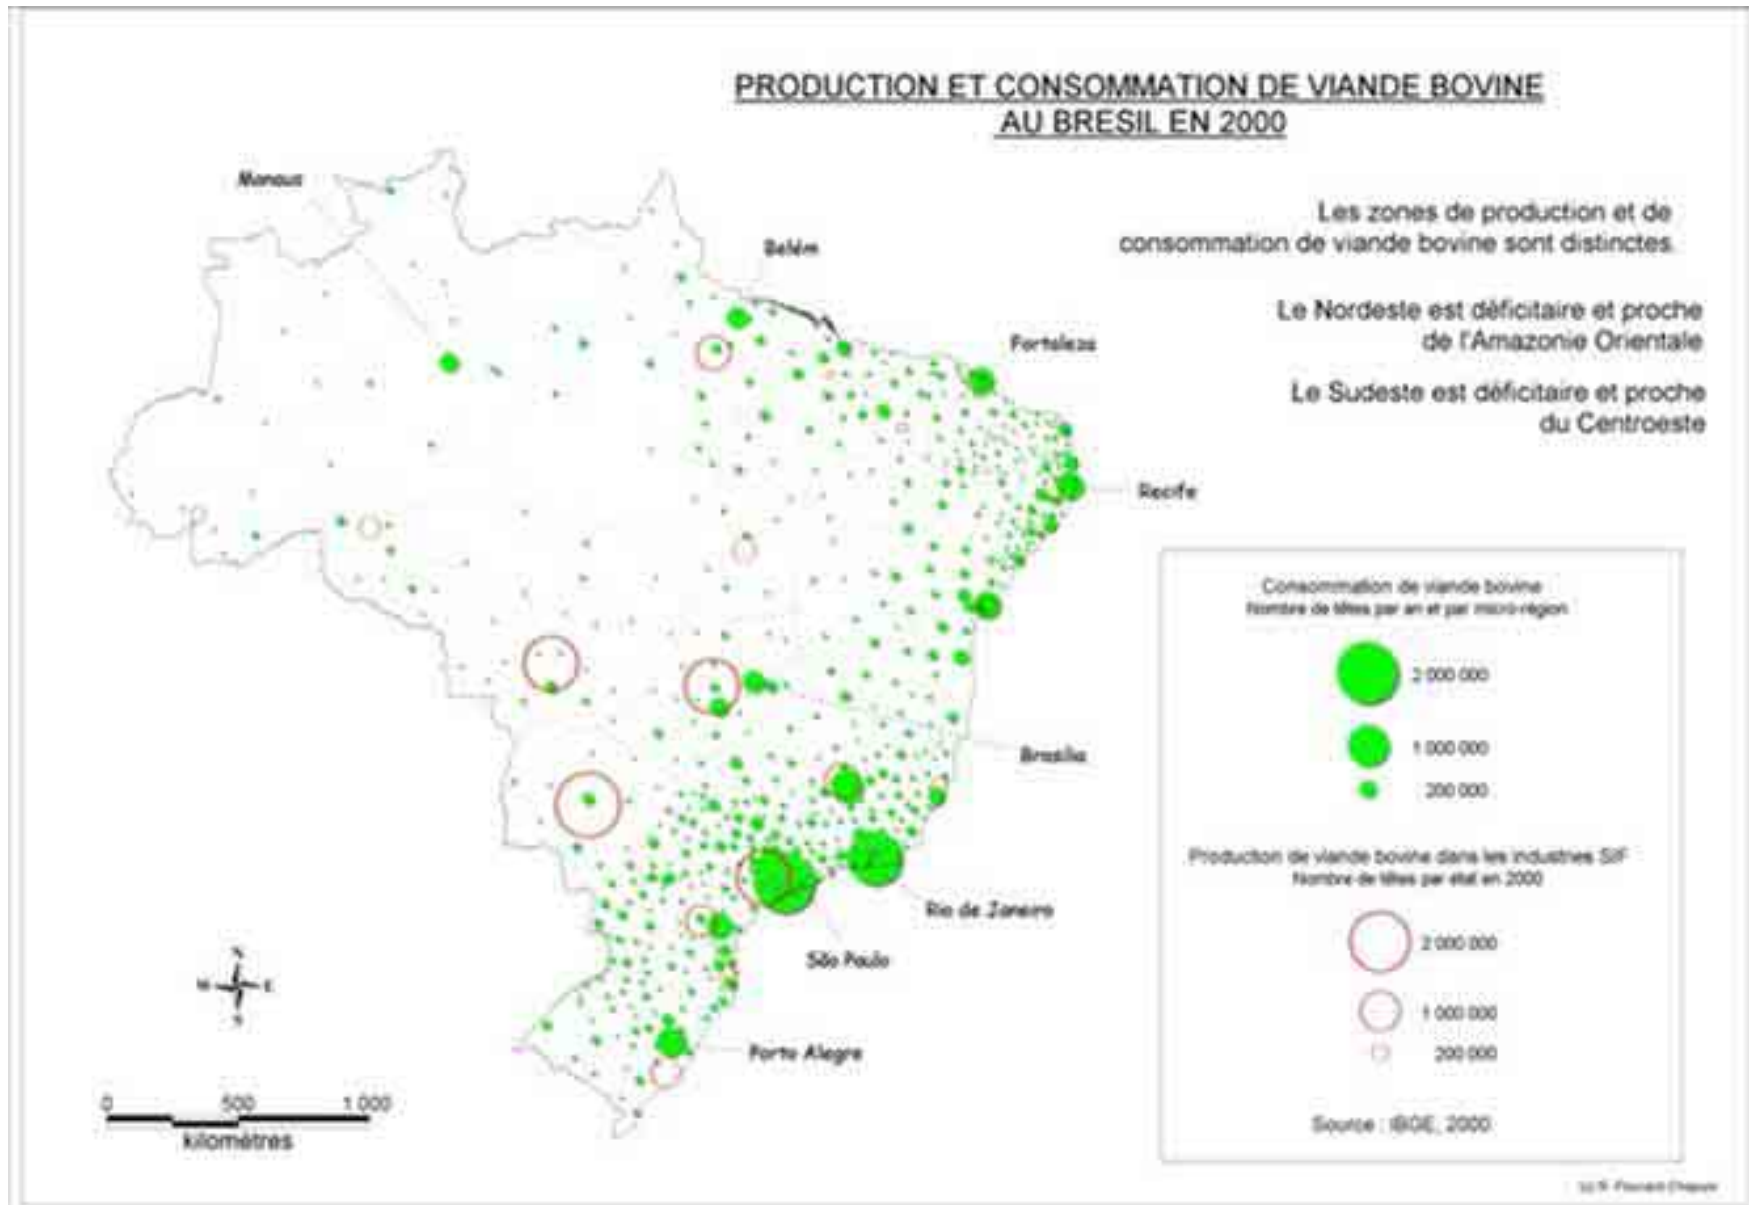 PRODUCTION ET CONSOMMATION DE VIANDE BOVINE
AU BRESIL EN 2000
Les zones de production et de
consommation de viande bovine sont distinctes.
Le Nordeste est déficitaire et proche
de l'Amazonie Orientale
Le Sudeste est déficitaire et proche
du Centroeste
Manaus
Belém
Fortaleza
Recife
Brasília
Rio de Janeiro
São Paulo
Porto Alegre
Consommation de viande bovine
Nombre de têtes par an et par micro-région
2 000 000
1 000 000
200 000
Production de viande bovine dans les industries SIF
Nombre de têtes par état en 2000
2 000 000
1 000 000
200 000
Source : IBGE, 2000
N
W E
S
0 500 1 000
kilomètres